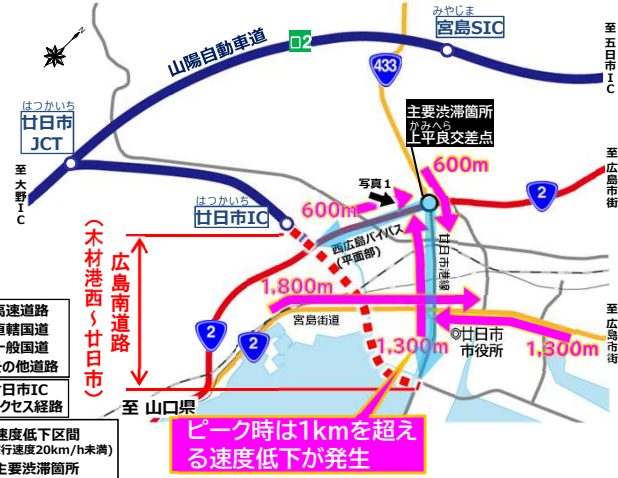 みやじま
宮島SIC
至 五日市IC
山陽自動車道
E2
433
はつかいち
廿日市
JCT
至 大野IC
主要渋滞箇所
かみへら
上平良交差点
600m
写真1
至 広島市街
2
はつかいち
廿日市IC
600m
西広島バイパス
(平面部)
廿日市港線
広島南道路
(木材港西～廿日市)
1,800m
宮島街道
2
2
1,300m
◎廿日市
市役所
1,300m
至 広島市街
速道路
直轄国道
一般国道
の他道路
日市IC
クセス経路
速度低下区間
行速度20km/h未満)
主要渋滞箇所
至 山口県
ピーク時は1kmを超え
る速度低下が発生